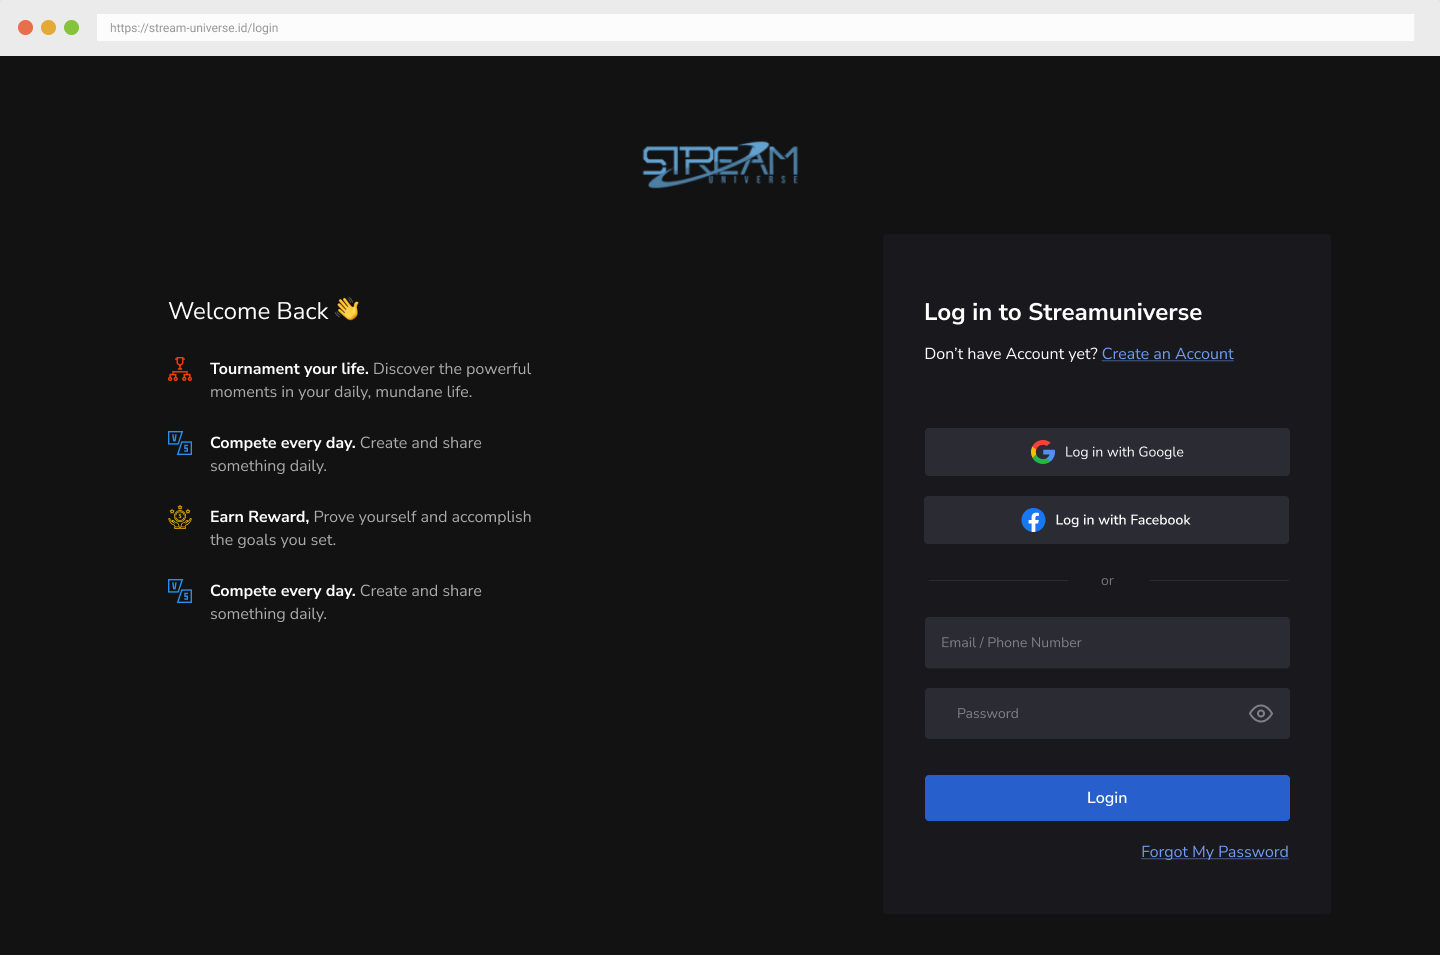 https://stream-universe.id/login
STREAM
UNIVERSE
Welcome Back
Tournament your life. Discover the powerful
moments in your daily, mundane life.
V
S
Compete every day. Create and share
something daily.
Earn Reward, Prove yourself and accomplish
the goals you set.
V
S
Compete every day. Create and share
something daily.
Log in to Streamuniverse
Don’t have Account yet? Create an Account
Log in with Google
Log in with Facebook
or
Email / Phone Number
Password
Login
Forgot My Password